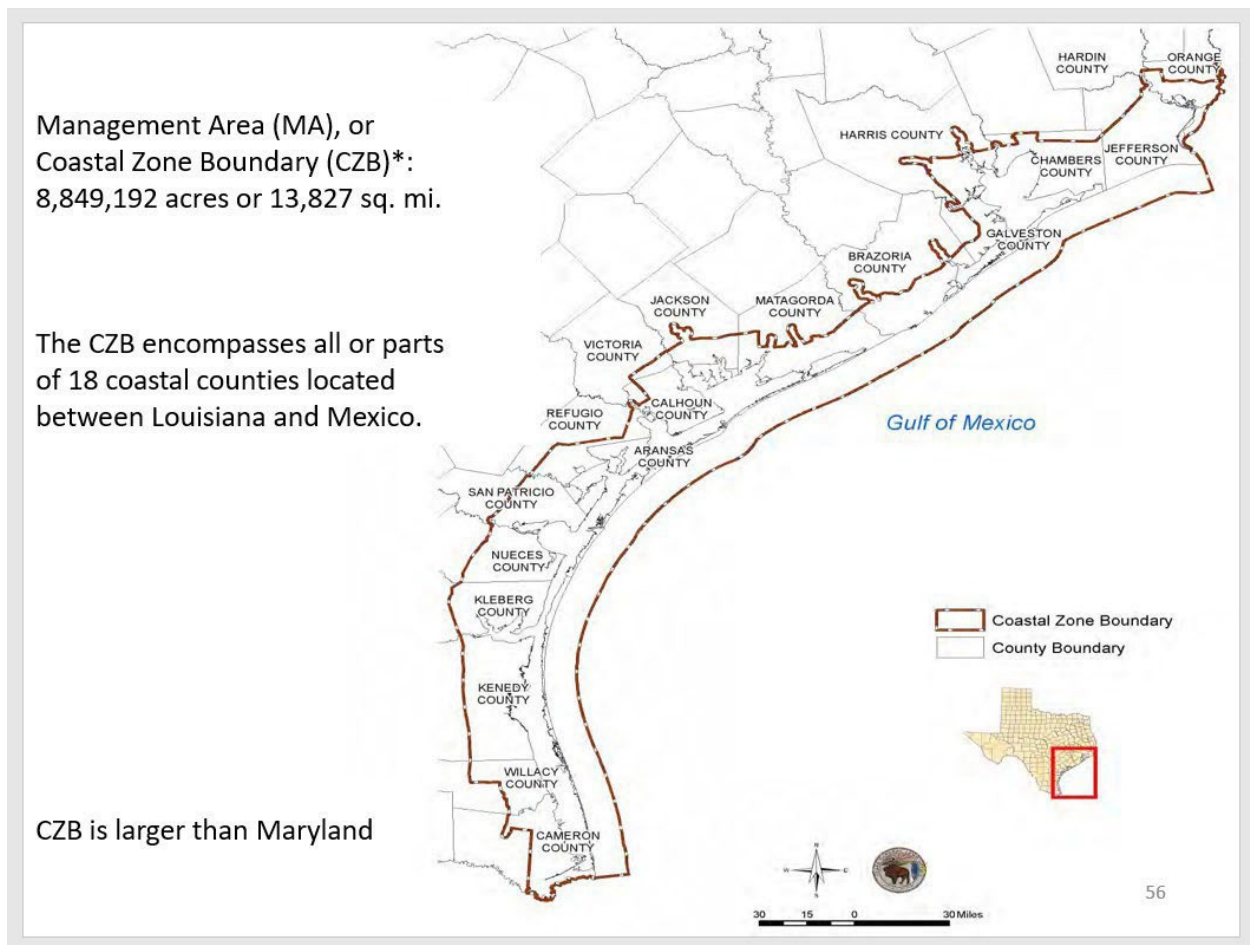 Management Area (MA), or
Coastal Zone Boundary (CZB)*:
8,849,192 acres or 13,827 sq. mi.
The CZB encompasses all or parts
of 18 coastal counties located
between Louisiana and Mexico.
CZB is larger than Maryland
HARDIN
COUNTY
ORANGE
COUNTY
HARRIS COUNTY
CHAMBERS
COUNTY
JEFFERSON
COUNTY
GALVESTON
COUNTY
BRAZORIA
COUNTY
JACKSON
COUNTY
MATAGORDA
COUNTY
VICTORIA
COUNTY
CALHOUN
COUNTY
REFUGIO
COUNTY
ARANSAS
COUNTY
SAN PATRICIO
COUNTY
NUECES
COUNTY
KLEBERG
COUNTY
KENEDY
COUNTY
WILLACY
COUNTY
CAMERON
COUNTY
Gulf of Mexico
Coastal Zone Boundary
County Boundary
N
W
E
S
30 15 0 30 Miles
56